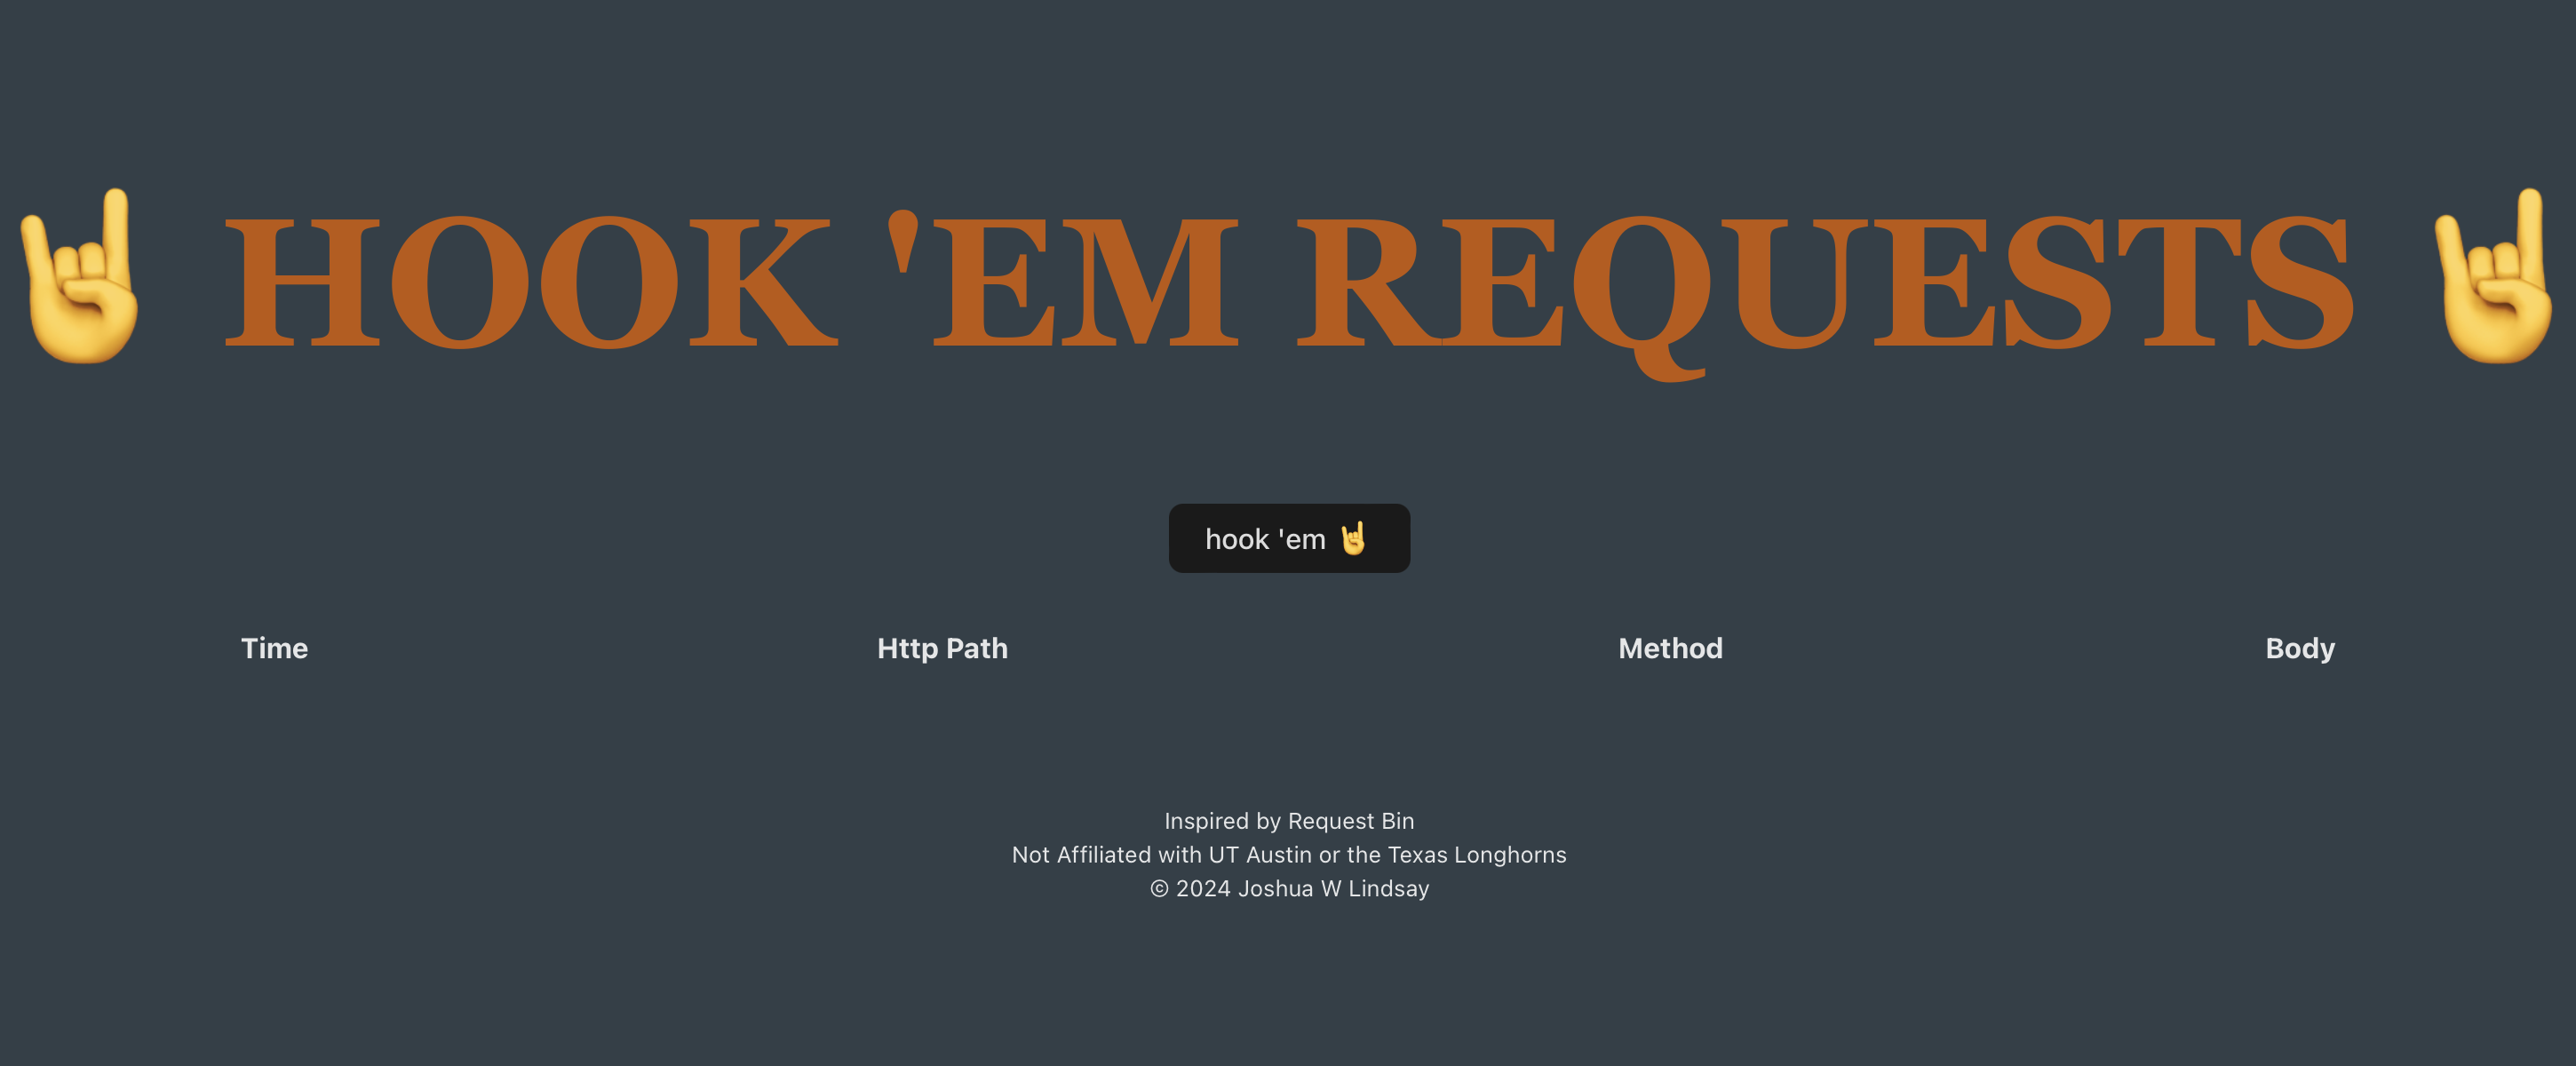 🤘 HOOK 'EM REQUESTS 🤘
hook 'em 🤘
Time Http Path Method Body
Inspired by Request Bin
Not Affiliated with UT Austin or the Texas Longhorns
© 2024 Joshua W Lindsay